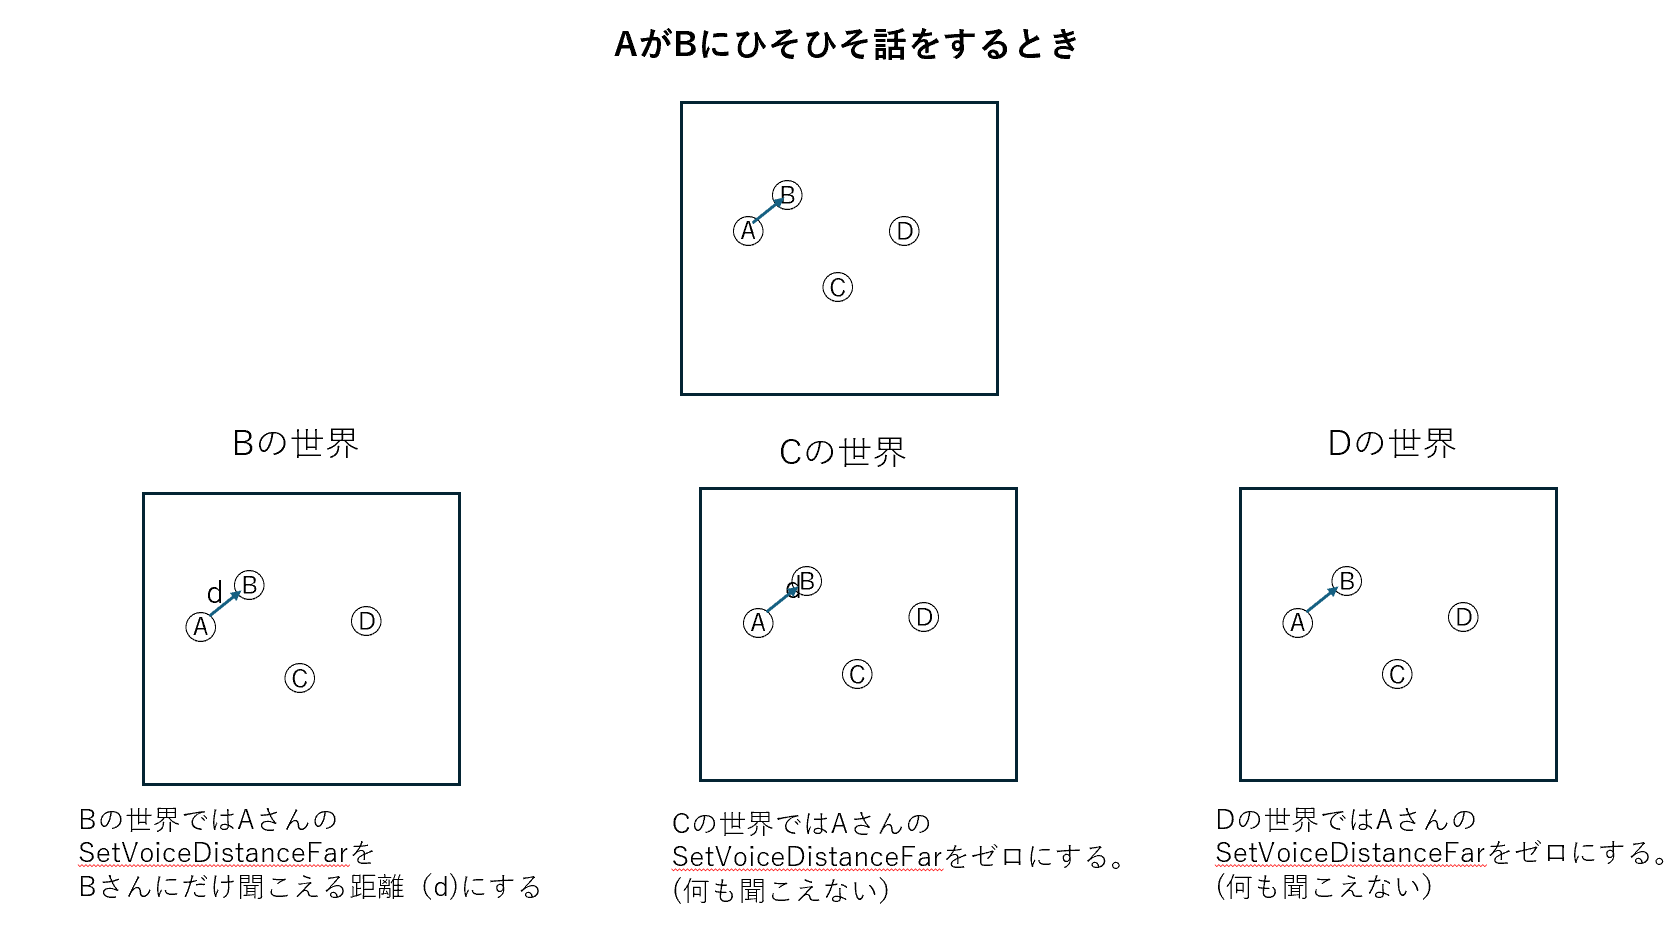 AがBにひそひそ話をするとき
B
A
D
C
Bの世界
Cの世界
Dの世界
d
B
A
D
C
d
B
A
D
C
B
A
D
C
Bの世界ではAさんの
SetVoiceDistanceFarを
Bさんにだけ聞こえる距離（d)にする
Cの世界ではAさんの
SetVoiceDistanceFarをゼロにする。
(何も聞こえない）
Dの世界ではAさんの
SetVoiceDistanceFarをゼロにする。
(何も聞こえない）